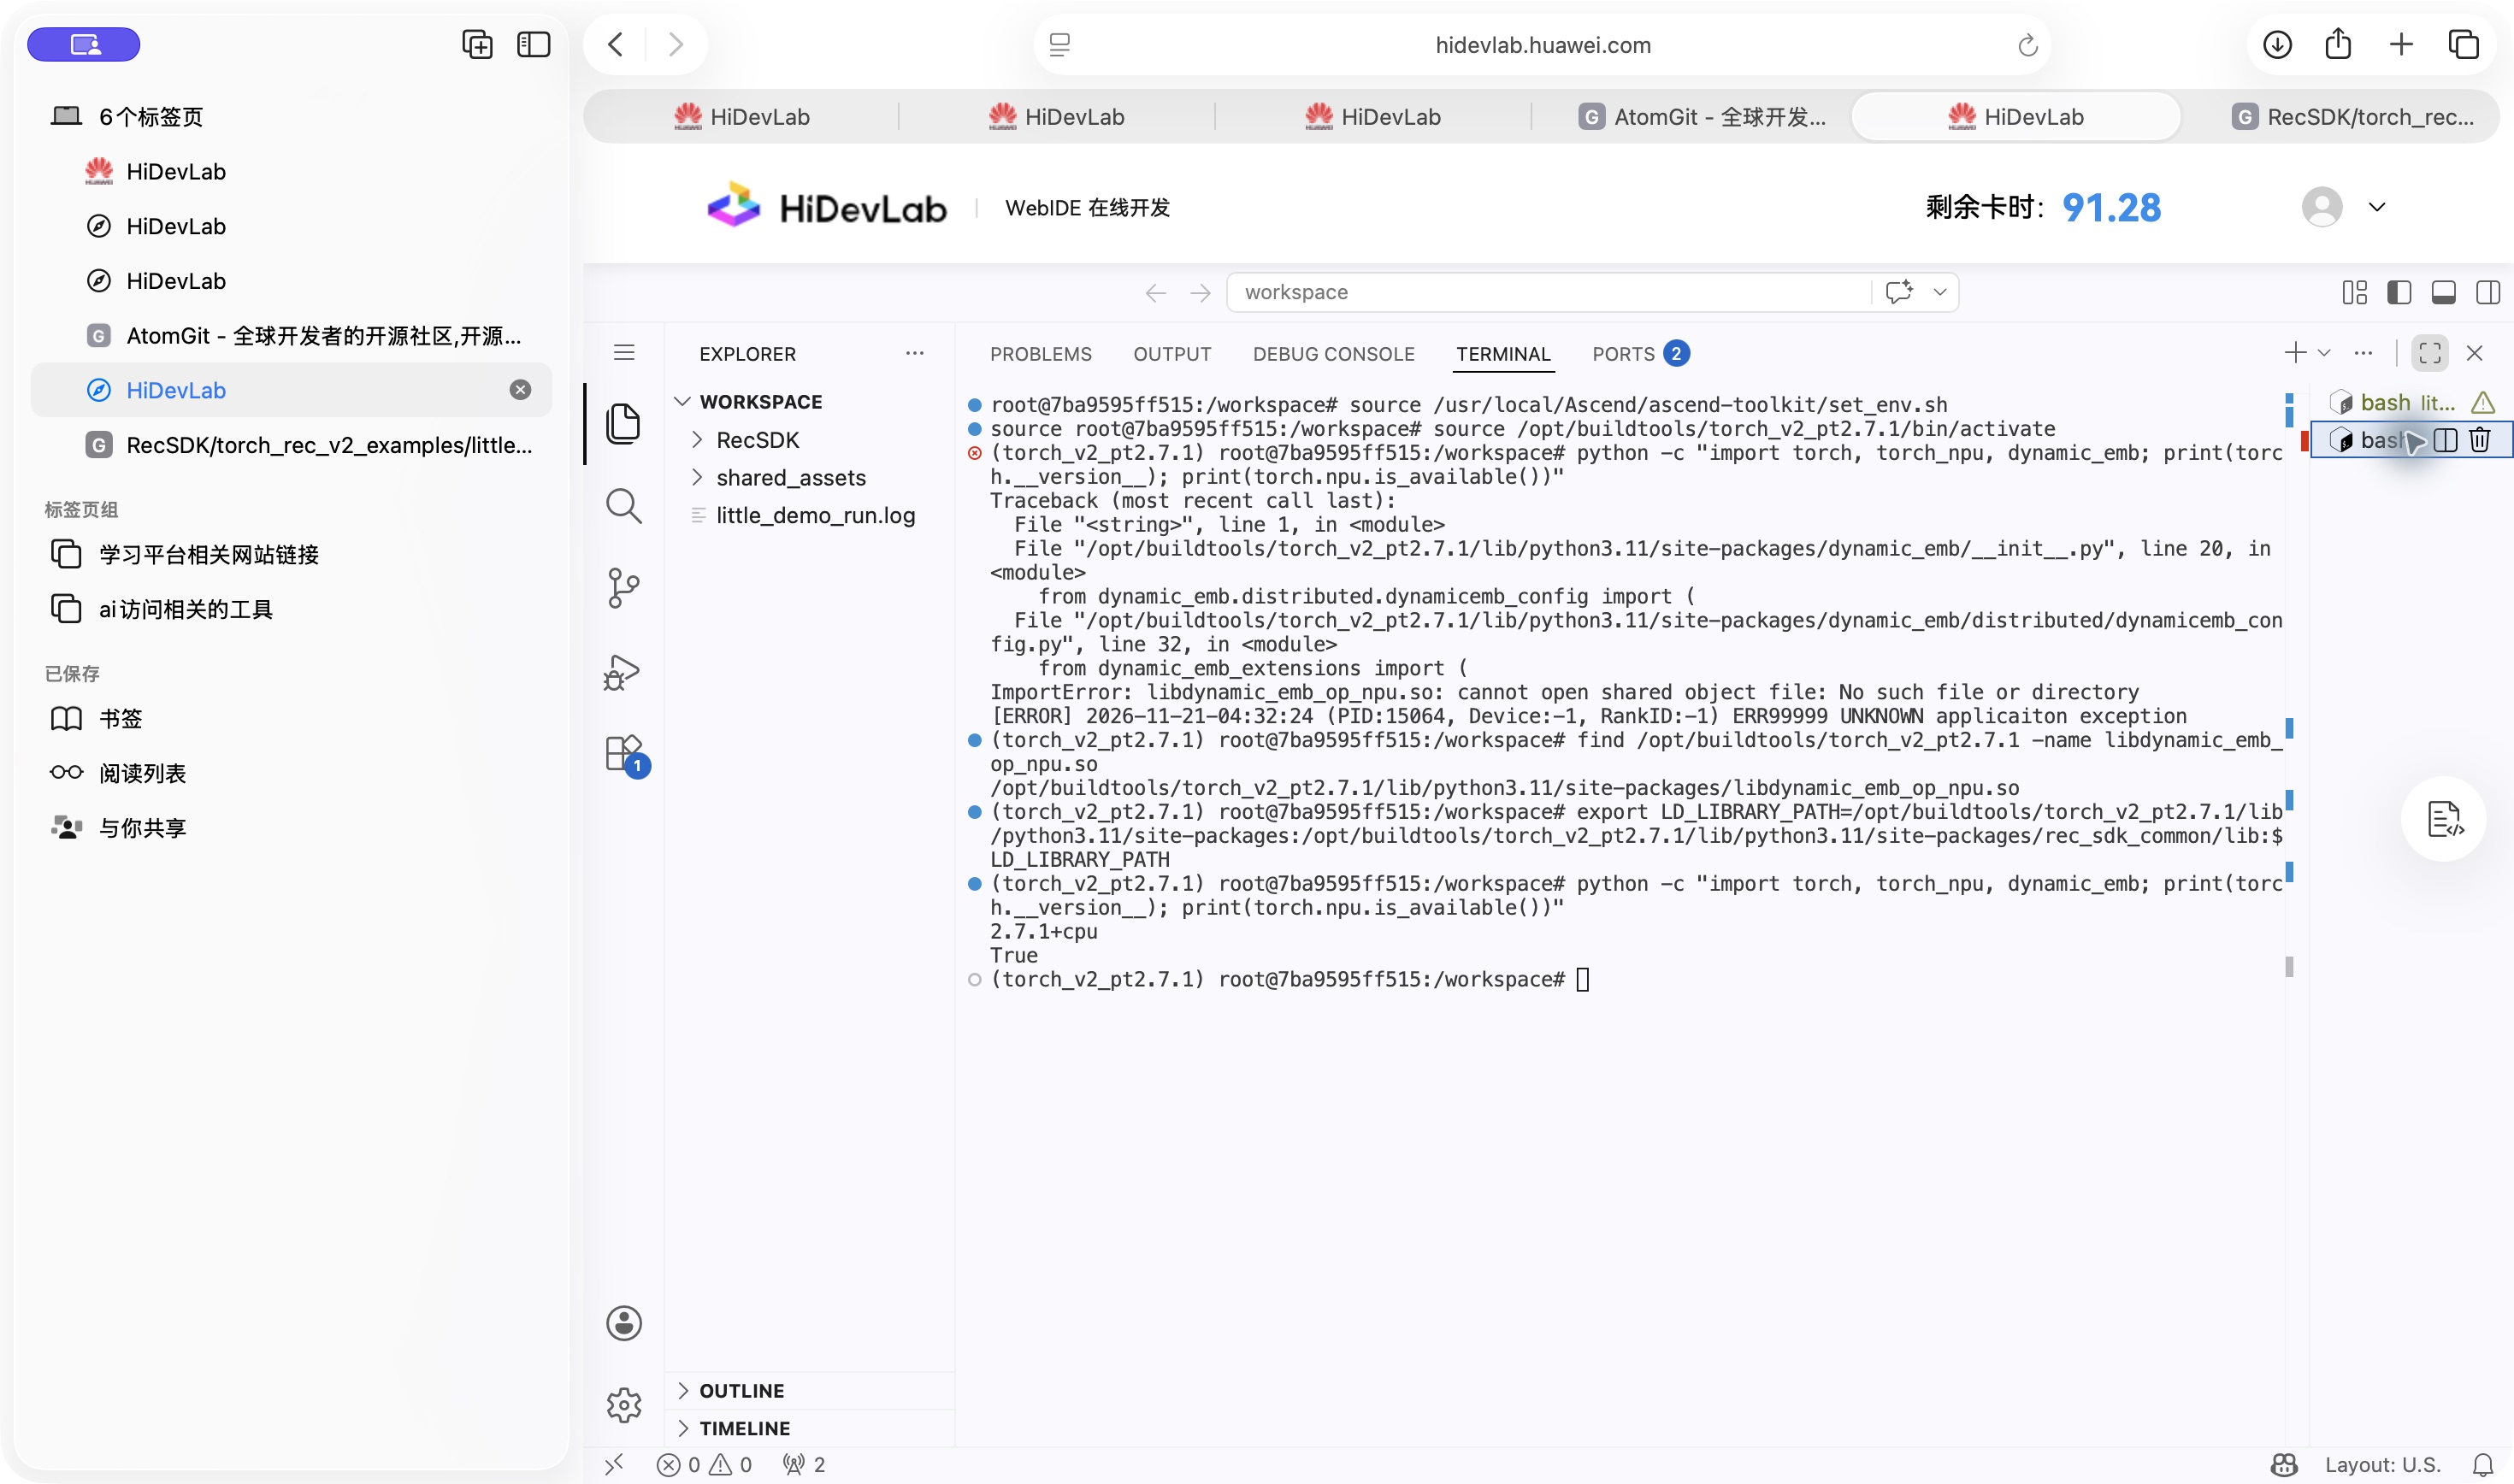 6个标签页
HiDevLab
HiDevLab
HiDevLab
AtomGit - 全球开发者的开源社区,开源...
HiDevLab
RecSDK/torch_rec_v2_examples/little...
标签页组
学习平台相关网站链接
ai访问相关的工具
已保存
书签
阅读列表
与你共享
hidevlab.huawei.com
HiDevLab
HiDevLab
HiDevLab
AtomGit - 全球开发...
HiDevLab
RecSDK/torch_rec...
HiDevLab
WebIDE 在线开发
剩余卡时: 91.28
workspace
EXPLORER
WORKSPACE
RecSDK
shared_assets
little_demo_run.log
1
OUTLINE
TIMELINE
PROBLEMS OUTPUT DEBUG CONSOLE TERMINAL PORTS 2
root@7ba9595ff515:/workspace# source /usr/local/Ascend/ascend-toolkit/set_env.sh
source root@7ba9595ff515:/workspace# source /opt/buildtools/torch_v2_pt2.7.1/bin/activate
(torch_v2_pt2.7.1) root@7ba9595ff515:/workspace# python -c "import torch, torch_npu, dynamic_emb; print(torc
h.__version__); print(torch.npu.is_available())"
Traceback (most recent call last):
  File "<string>", line 1, in <module>
  File "/opt/buildtools/torch_v2_pt2.7.1/lib/python3.11/site-packages/dynamic_emb/__init__.py", line 20, in
<module>
    from dynamic_emb.distributed.dynamicemb_config import (
  File "/opt/buildtools/torch_v2_pt2.7.1/lib/python3.11/site-packages/dynamic_emb/distributed/dynamicemb_con
fig.py", line 32, in <module>
    from dynamic_emb_extensions import (
ImportError: libdynamic_emb_op_npu.so: cannot open shared object file: No such file or directory
[ERROR] 2026-11-21-04:32:24 (PID:15064, Device:-1, RankID:-1) ERR99999 UNKNOWN applicaiton exception
(torch_v2_pt2.7.1) root@7ba9595ff515:/workspace# find /opt/buildtools/torch_v2_pt2.7.1 -name libdynamic_emb_
op_npu.so
/opt/buildtools/torch_v2_pt2.7.1/lib/python3.11/site-packages/libdynamic_emb_op_npu.so
(torch_v2_pt2.7.1) root@7ba9595ff515:/workspace# export LD_LIBRARY_PATH=/opt/buildtools/torch_v2_pt2.7.1/lib
/python3.11/site-packages:/opt/buildtools/torch_v2_pt2.7.1/lib/python3.11/site-packages/rec_sdk_common/lib:$
LD_LIBRARY_PATH
(torch_v2_pt2.7.1) root@7ba9595ff515:/workspace# python -c "import torch, torch_npu, dynamic_emb; print(torc
h.__version__); print(torch.npu.is_available())"
2.7.1+cpu
True
(torch_v2_pt2.7.1) root@7ba9595ff515:/workspace#
bash lit...
bash
0 0 2
Layout: U.S.